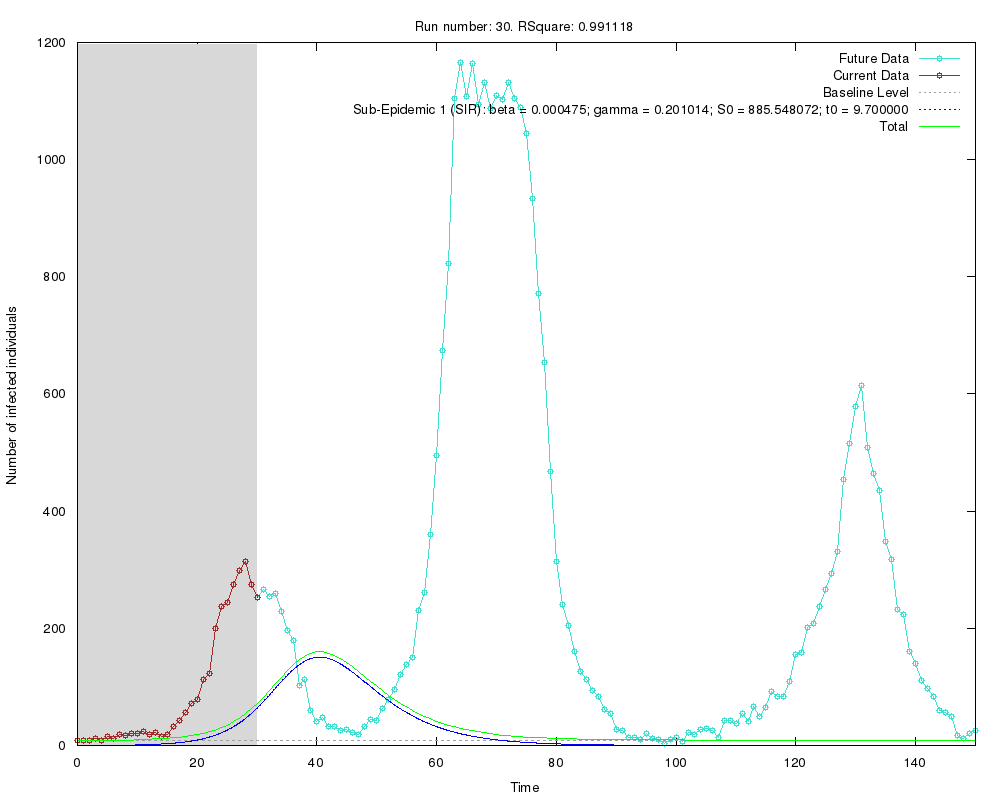 Run number: 30. RSquare: 0.991118
Future Data
Current Data
Baseline Level
Sub-Epidemic 1 (SIR): beta = 0.000475; gamma = 0.201014; S0 = 885.548072; t0 = 9.700000
Total
1200
1000
800
600
400
200
0
Number of infected individuals
0 20 40 60 80 100 120 140
Time